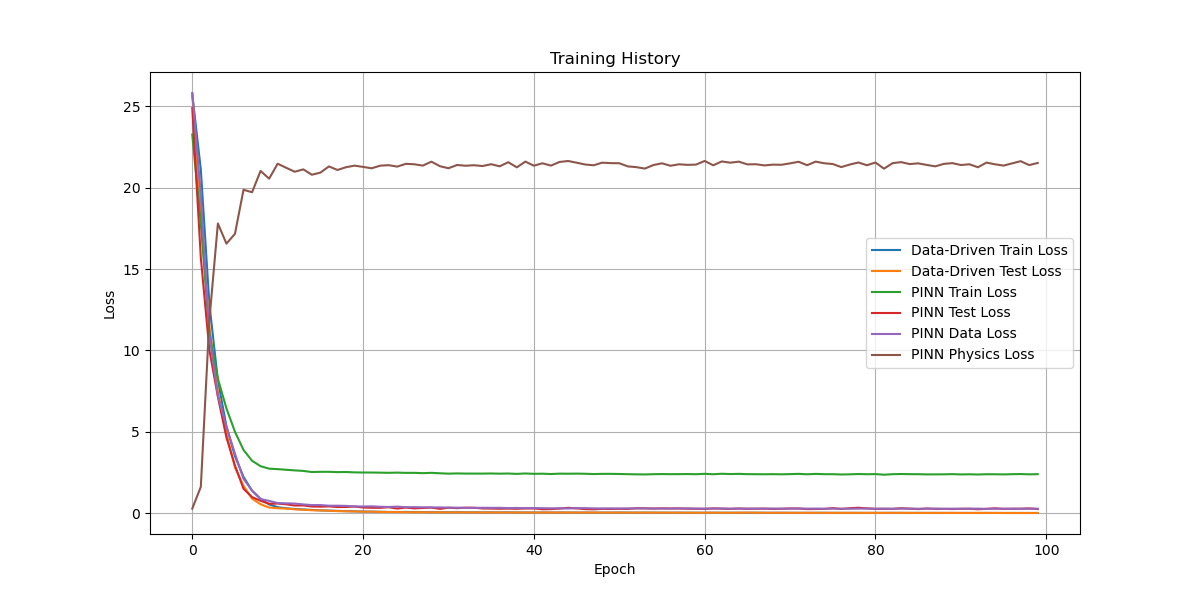 Training History
25
20
15
10
5
0
Loss
Data-Driven Train Loss
Data-Driven Test Loss
PINN Train Loss
PINN Test Loss
PINN Data Loss
PINN Physics Loss
0 20 40 60 80 100
Epoch